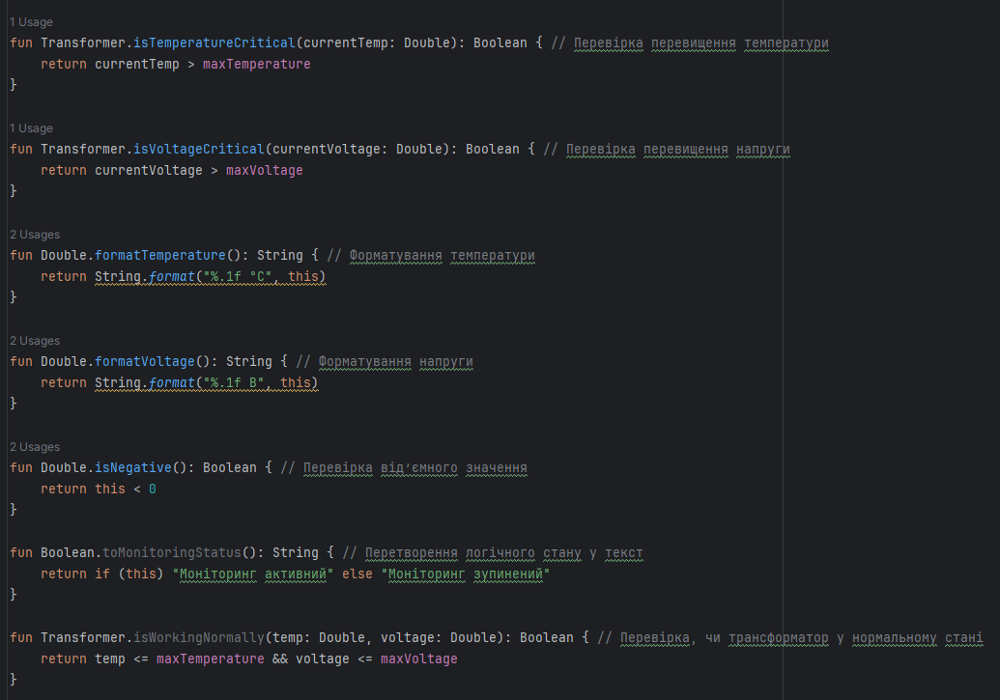 1 Usage
fun Transformer.isTemperatureCritical(currentTemp: Double): Boolean { // Перевірка перевищення температури
    return currentTemp > maxTemperature
}
1 Usage
fun Transformer.isVoltageCritical(currentVoltage: Double): Boolean { // Перевірка перевищення напруги
    return currentVoltage > maxVoltage
}
2 Usages
fun Double.formatTemperature(): String { // Форматування температури
    return String.format("%.1f °C", this)
}
2 Usages
fun Double.formatVoltage(): String { // Форматування напруги
    return String.format("%.1f В", this)
}
2 Usages
fun Double.isNegative(): Boolean { // Перевірка від’ємного значення
    return this < 0
}
fun Boolean.toMonitoringStatus(): String { // Перетворення логічного стану у текст
    return if (this) "Моніторинг активний" else "Моніторинг зупинений"
}
fun Transformer.isWorkingNormally(temp: Double, voltage: Double): Boolean { // Перевірка, чи трансформатор у нормальному стані
    return temp <= maxTemperature && voltage <= maxVoltage
}